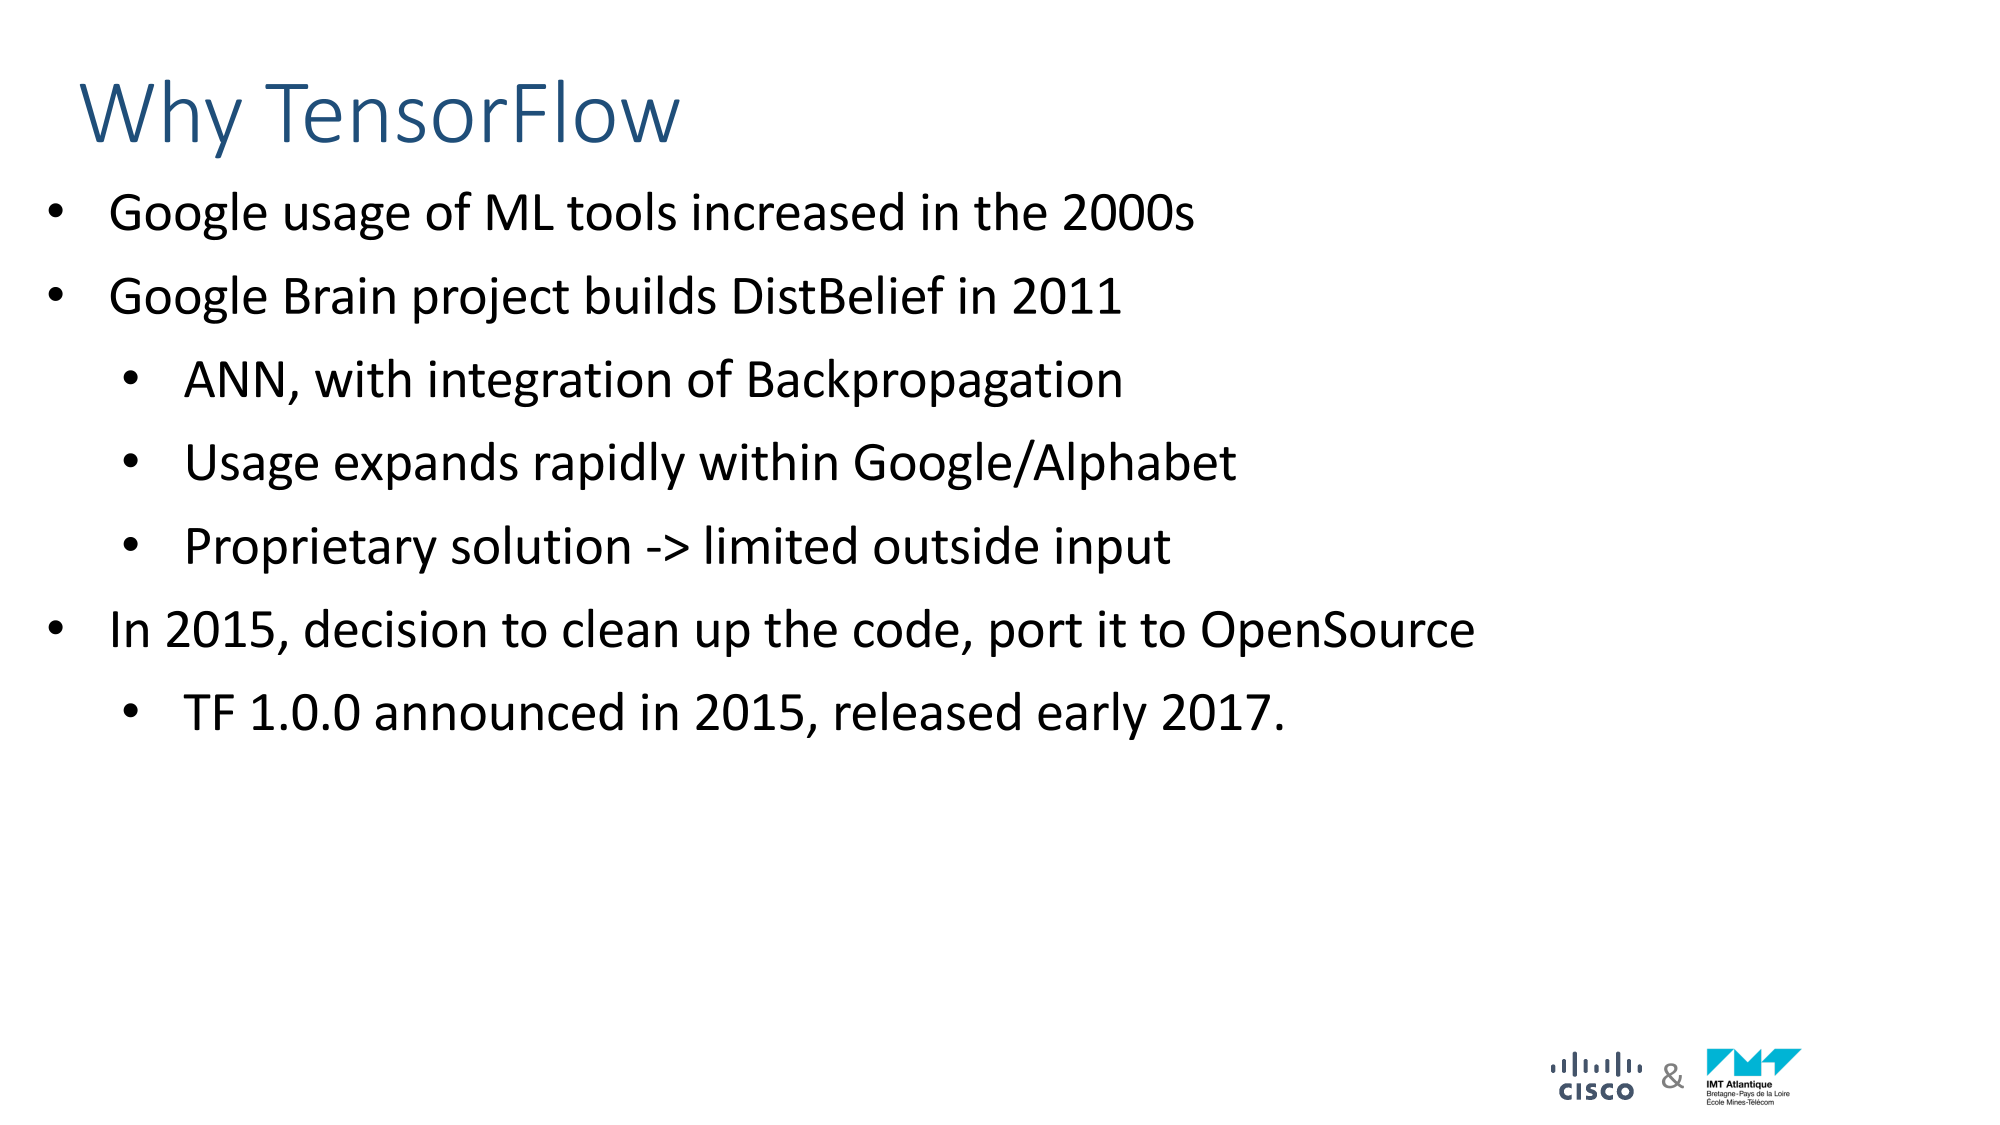 Why TensorFlow
• Google usage of ML tools increased in the 2000s
• Google Brain project builds DistBelief in 2011
• ANN, with integration of Backpropagation
• Usage expands rapidly within Google/Alphabet
• Proprietary solution -> limited outside input
• In 2015, decision to clean up the code, port it to OpenSource
• TF 1.0.0 announced in 2015, released early 2017.
CISCO & IMT Atlantique
Bretagne-Pays de la Loire
École Mines-Télécom